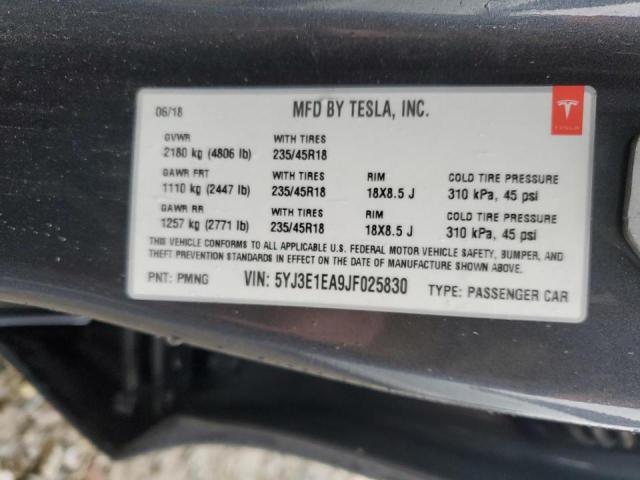 06/18 MFD BY TESLA, INC. TESLA
GVWR WITH TIRES
2180 kg (4806 lb) 235/45R18
GAWR FRT WITH TIRES RIM COLD TIRE PRESSURE
1110 kg (2447 lb) 235/45R18 18X8.5 J 310 kPa, 45 psi
GAWR RR WITH TIRES RIM COLD TIRE PRESSURE
1257 kg (2771 lb) 235/45R18 18X8.5 J 310 kPa, 45 psi
THIS VEHICLE CONFORMS TO ALL APPLICABLE U.S. FEDERAL MOTOR VEHICLE SAFETY, BUMPER, AND
THEFT PREVENTION STANDARDS IN EFFECT ON THE DATE OF MANUFACTURE SHOWN ABOVE.
PNT: PMNG VIN: 5YJ3E1EA9JF025830 TYPE: PASSENGER CAR